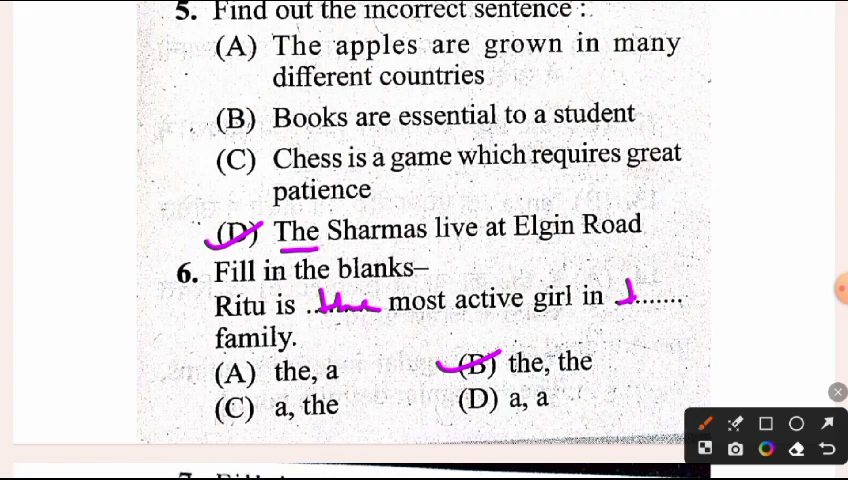 5. Find out the incorrect sentence :
(A) The apples are grown in many
different countries
(B) Books are essential to a student
(C) Chess is a game which requires great
patience
(D) The Sharmas live at Elgin Road
6. Fill in the blanks–
Ritu is ...the... most active girl in .........
family.
(A) the, a (B) the, the
(C) a, the (D) a, a